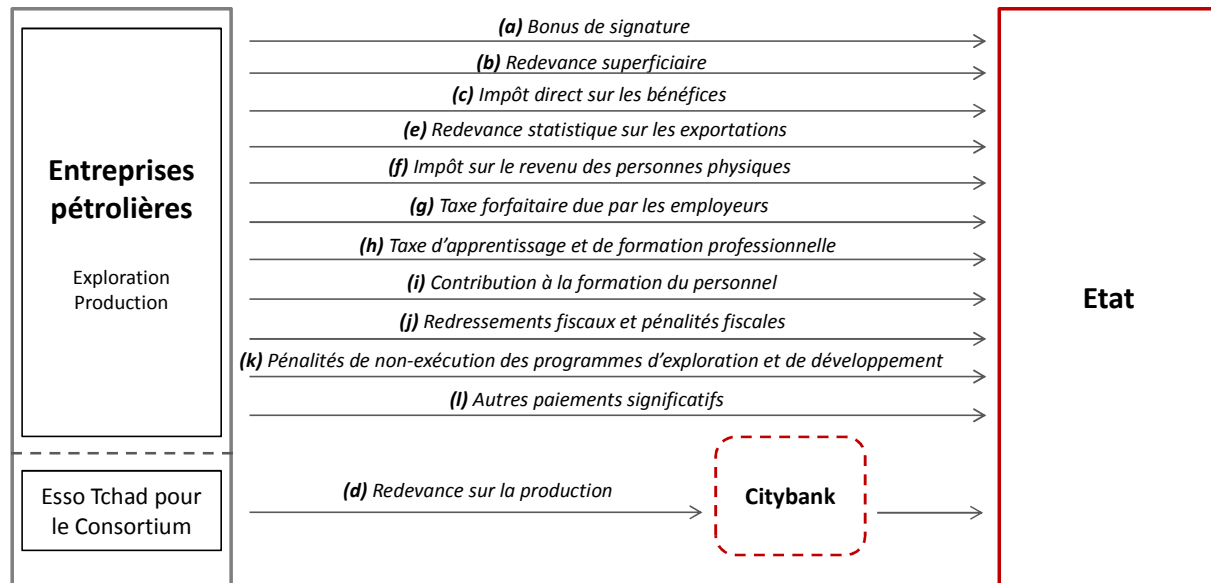 (a) Bonus de signature
(b) Redevance superficiaire
(c) Impôt direct sur les bénéfices
(e) Redevance statistique sur les exportations
(f) Impôt sur le revenu des personnes physiques
(g) Taxe forfaitaire due par les employeurs
(h) Taxe d’apprentissage et de formation professionnelle
(i) Contribution à la formation du personnel
(j) Redressements fiscaux et pénalités fiscales
(k) Pénalités de non-exécution des programmes d’exploration et de développement
(l) Autres paiements significatifs
Entreprises
pétrolières
Exploration
Production
Etat
Esso Tchad pour
le Consortium
(d) Redevance sur la production
Citybank